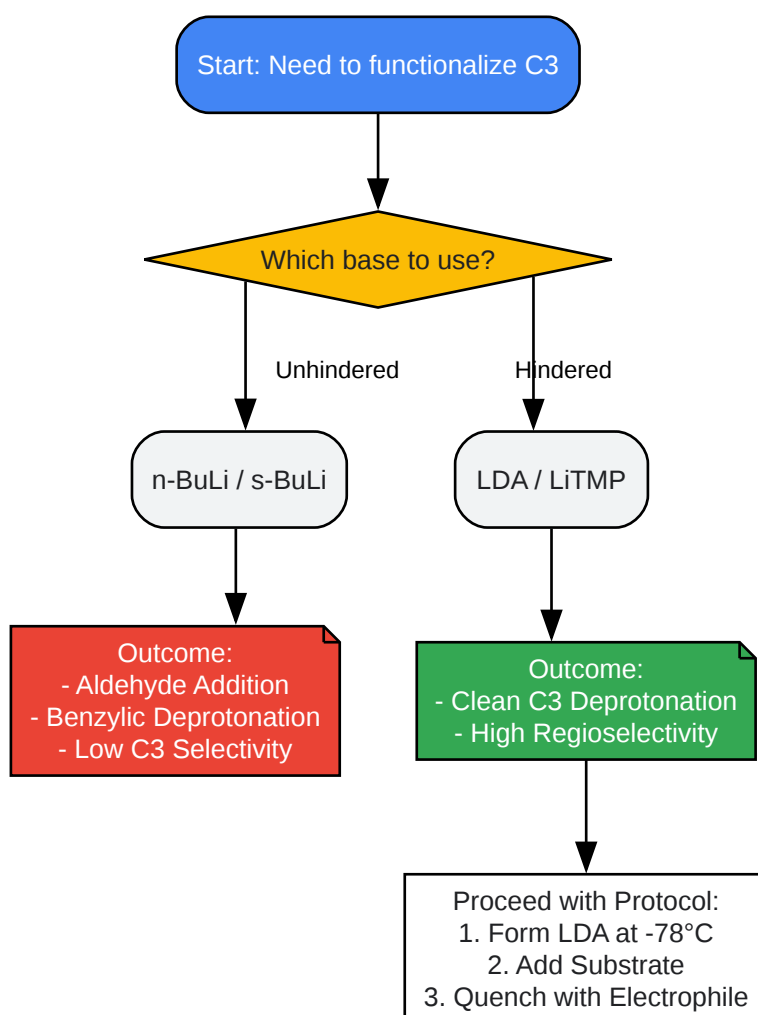 Start: Need to functionalize C3
Which base to use?
Unhindered
Hindered
n-BuLi / s-BuLi
LDA / LiTMP
Outcome:
- Aldehyde Addition
- Benzylic Deprotonation
- Low C3 Selectivity
Outcome:
- Clean C3 Deprotonation
- High Regioselectivity
Proceed with Protocol:
1. Form LDA at -78°C
2. Add Substrate
3. Quench with Electrophile